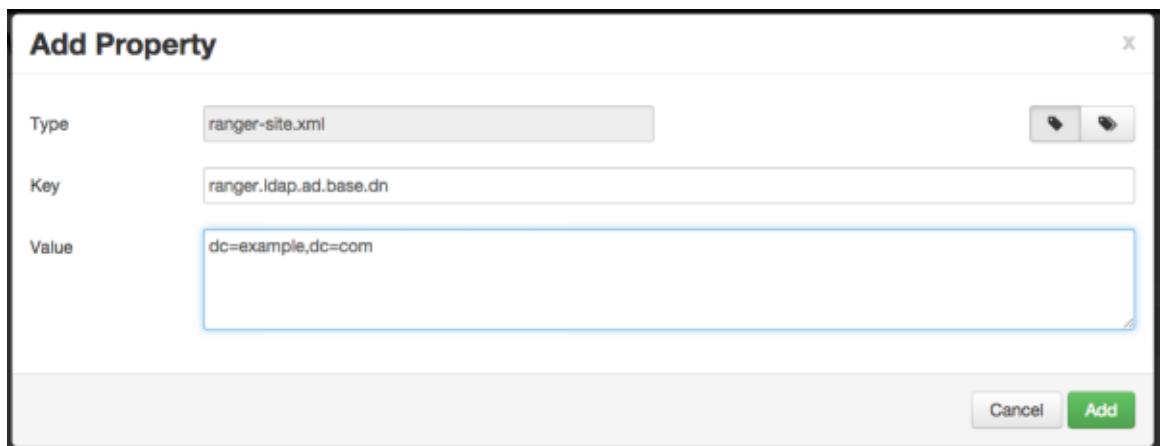 Add Property
x
Type
ranger-site.xml
Key
ranger.ldap.ad.base.dn
Value
dc=example,dc=com
Cancel
Add